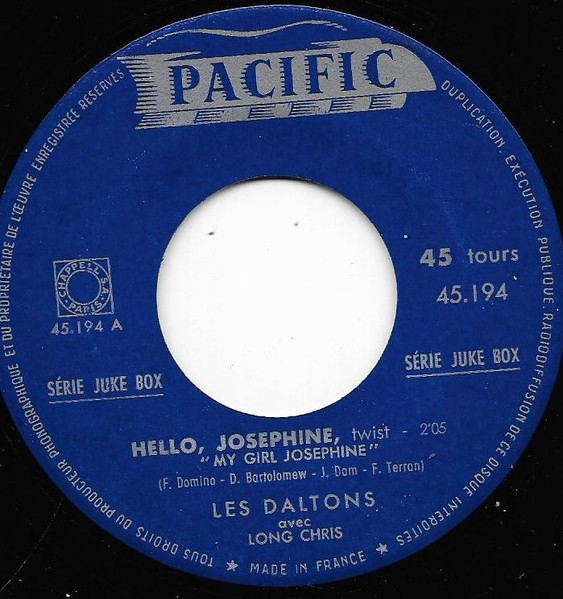 PACIFIC
TOUS DROITS DU PRODUCTEUR PHONOGRAPHIQUE ET DU PROPRIÉTAIRE DE L'ŒUVRE ENREGISTRÉE RÉSERVÉS
DUPLICATION, EXÉCUTION PUBLIQUE, RADIODIFFUSION DE CE DISQUE INTERDITES
CHAPPELL S.A.
PARIS
45.194 A
SÉRIE JUKE BOX
45 tours
45.194
SÉRIE JUKE BOX
HELLO, JOSEPHINE, twist - 2'05
"MY GIRL JOSEPHINE"
(F. Domino - D. Bartolomew - J. Dam - F. Terran)
LES DALTONS
avec
LONG CHRIS
★ MADE IN FRANCE ★